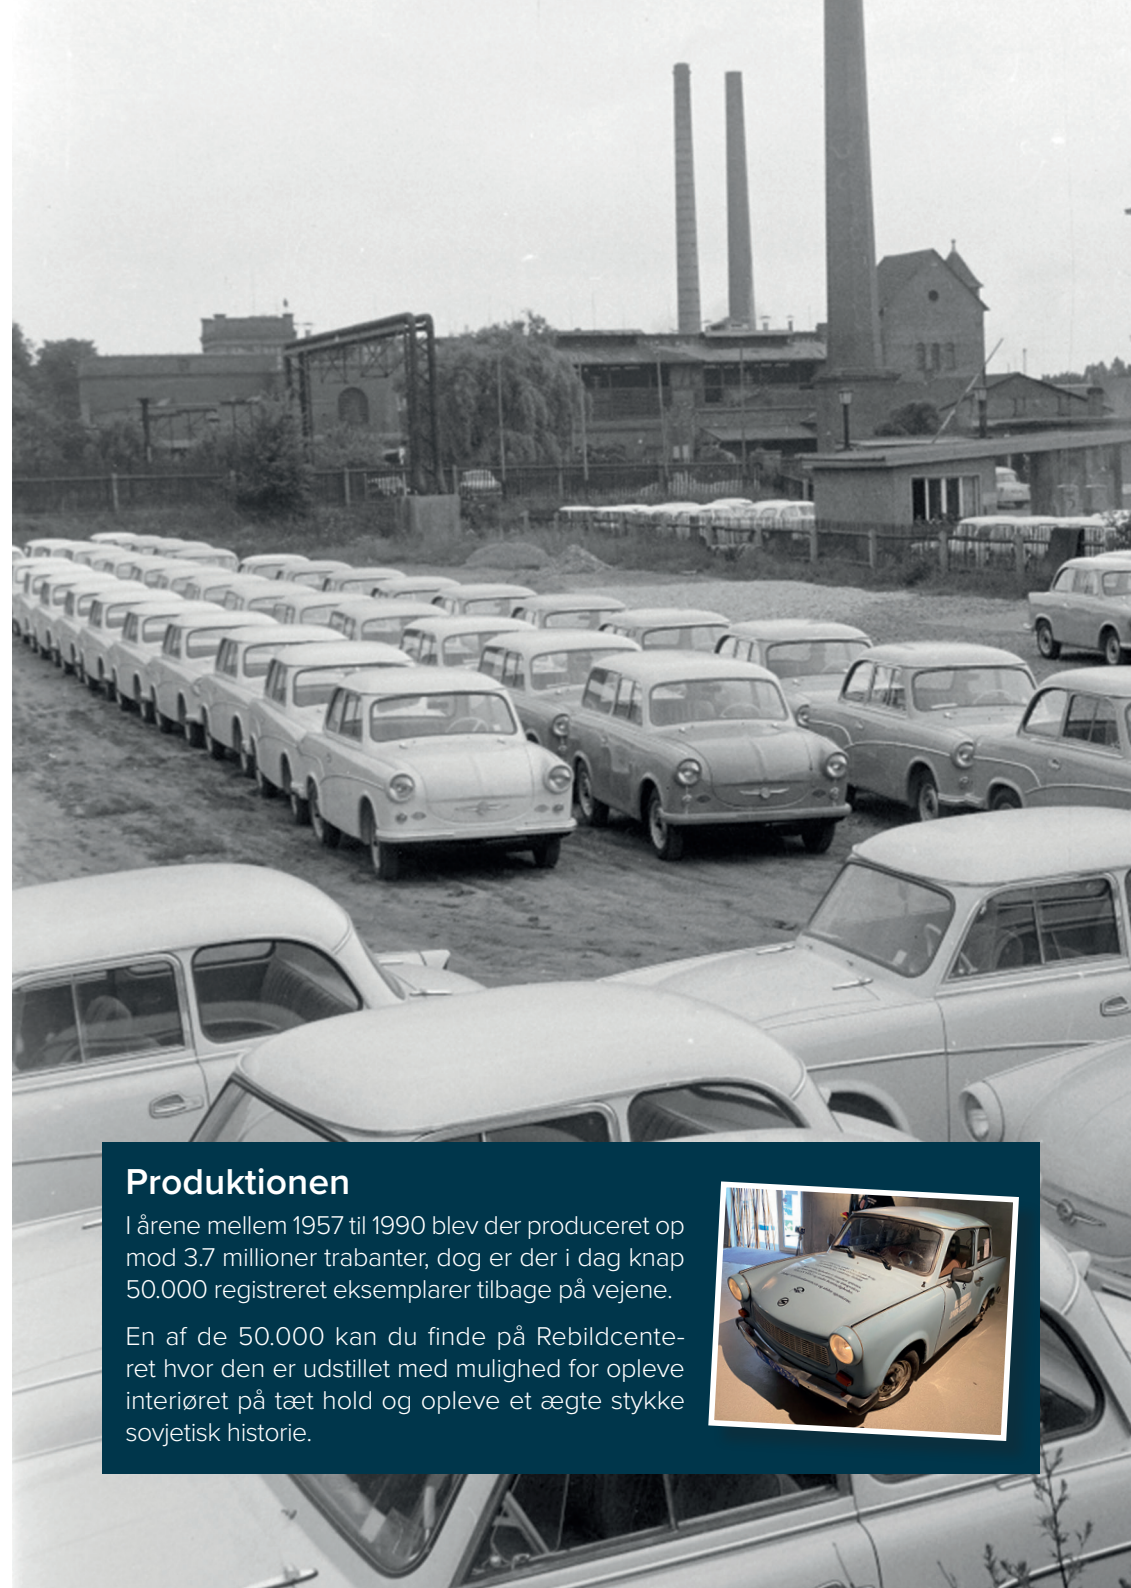 Produktionen
I årene mellem 1957 til 1990 blev der produceret op
mod 3.7 millioner trabanter, dog er der i dag knap
50.000 registreret eksemplarer tilbage på vejene.
En af de 50.000 kan du finde på Rebildcente-
ret hvor den er udstillet med mulighed for opleve
interiøret på tæt hold og opleve et ægte stykke
sovjetisk historie.